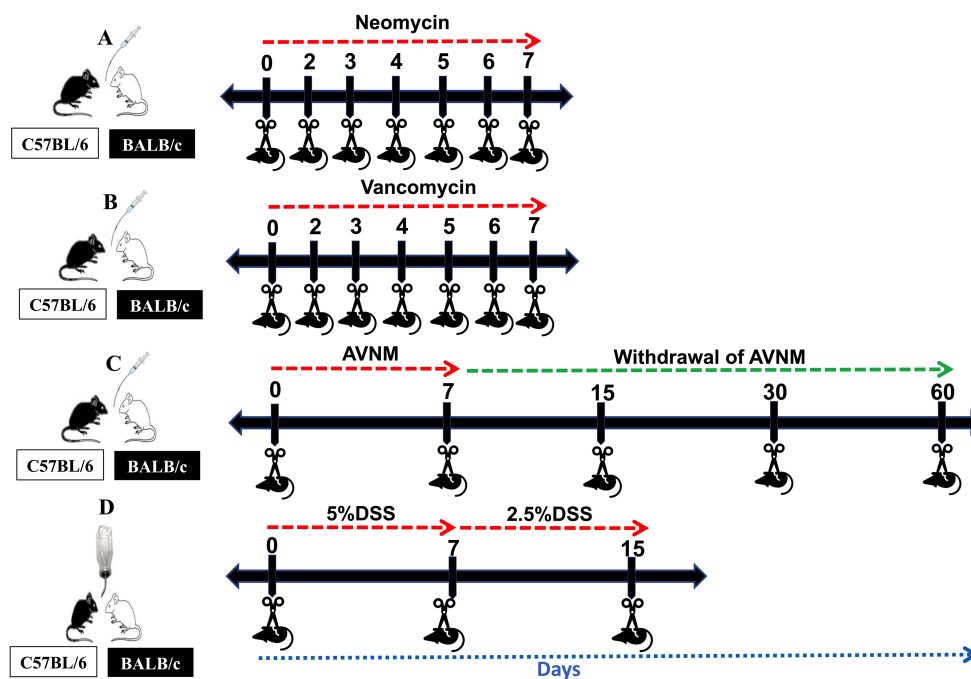 Neomycin
A
0 2 3 4 5 6 7
C57BL/6 BALB/c
Vancomycin
B
0 2 3 4 5 6 7
C57BL/6 BALB/c
AVNM Withdrawal of AVNM
C
0 7 15 30 60
C57BL/6 BALB/c
D
5%DSS 2.5%DSS
0 7 15
C57BL/6 BALB/c
Days